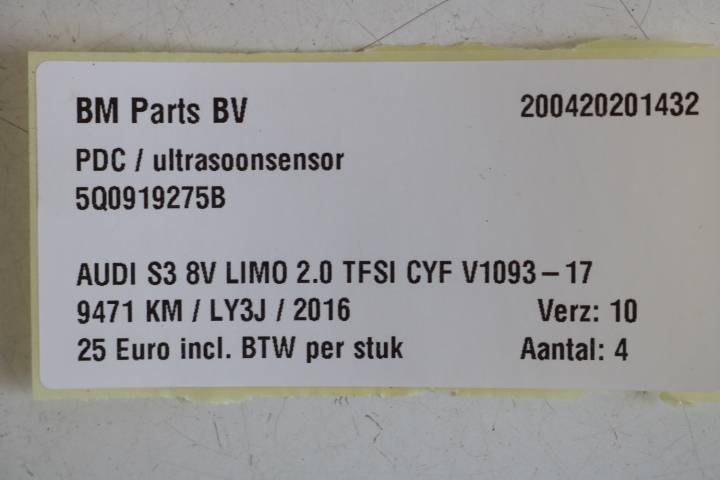 BM Parts BV 200420201432
PDC / ultrasoonsensor
5Q0919275B
AUDI S3 8V LIMO 2.0 TFSI CYF V1093-17
9471 KM / LY3J / 2016 Verz: 10
25 Euro incl. BTW per stuk Aantal: 4